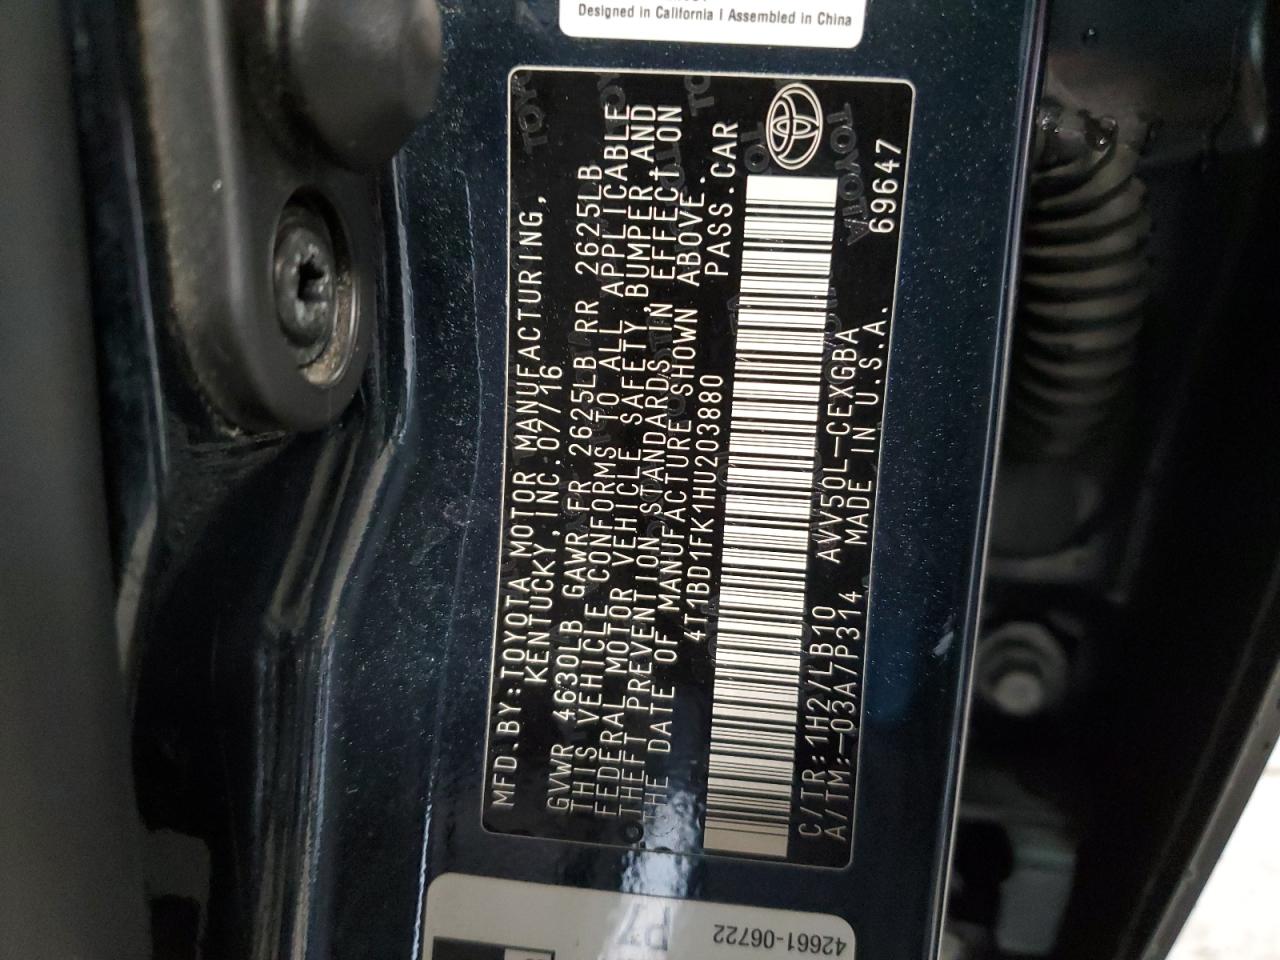 Designed in California | Assembled in China
MFD.BY:TOYOTA MOTOR MANUFACTURING,
KENTUCKY, INC. 07/16
GVWR 4630LB GAWR FR 2625LB RR 2625LB
THIS VEHICLE CONFORMS TO ALL APPLICABLE
FEDERAL MOTOR VEHICLE SAFETY, BUMPER, AND
THEFT PREVENTION STANDARDS IN EFFECT ON
THE DATE OF MANUFACTURE SHOWN ABOVE.
4T1BD1FK1HU203880 PASS.CAR
C/TR:1H2/LB10 AVV50L-CEXGBA
A/TM:-03A/P314 MADE IN U.S.A. 69647
42661-06722